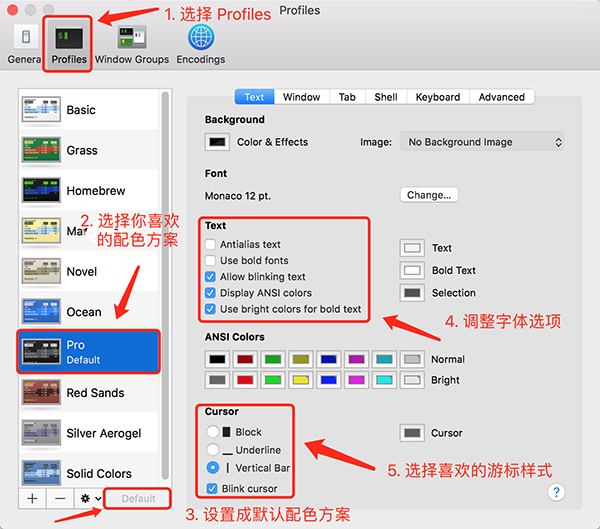 1. 选择 Profiles
Profiles
Genera
Profiles
Window Groups
Encodings
Basic
Grass
Homebrew
Ma
2. 选择你喜欢
的配色方案
Novel
Ocean
Pro
Default
Red Sands
Silver Aerogel
Solid Colors
Default
3. 设置成默认配色方案
Text
Window
Tab
Shell
Keyboard
Advanced
Background
Color & Effects
Image:
No Background Image
Font
Monaco 12 pt.
Change...
Text
Antialias text
Use bold fonts
Allow blinking text
Display ANSI colors
Use bright colors for bold text
Text
Bold Text
Selection
4. 调整字体选项
ANSI Colors
Normal
Bright
Cursor
Block
Underline
Vertical Bar
Blink cursor
Cursor
5. 选择喜欢的游标样式
?